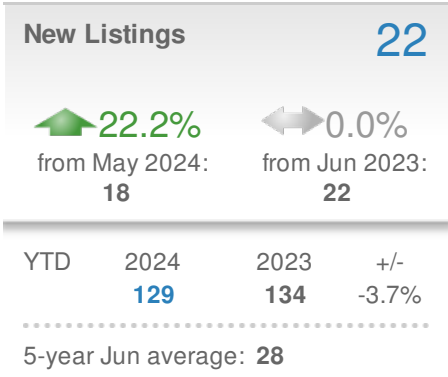 New Listings 22
22.2% 0.0%
from May 2024: from Jun 2023:
18 22
YTD 2024 2023 +/-
129 134 -3.7%
5-year Jun average: 28